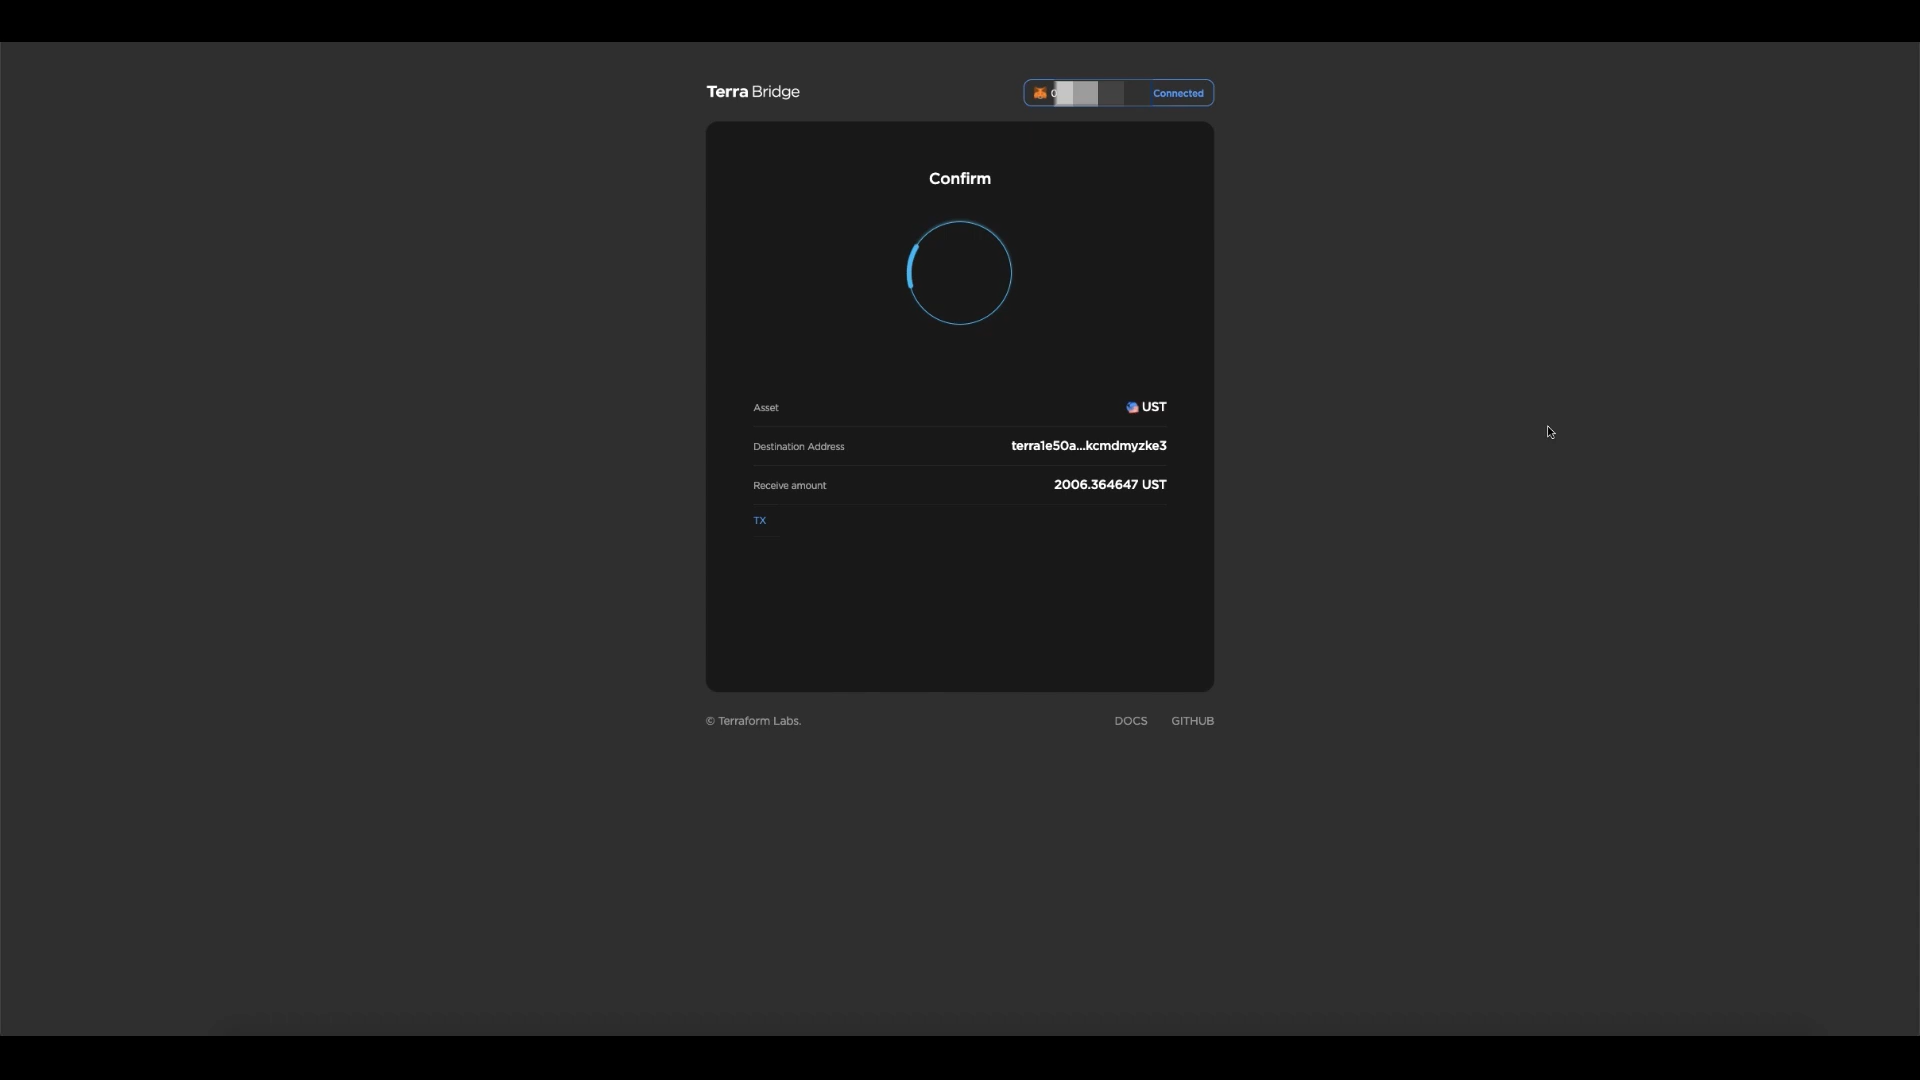 Terra Bridge
Connected
Confirm
Asset UST
Destination Address terra1e50a...kcmdmyzke3
Receive amount 2006.364647 UST
TX
© Terraform Labs. DOCS GITHUB